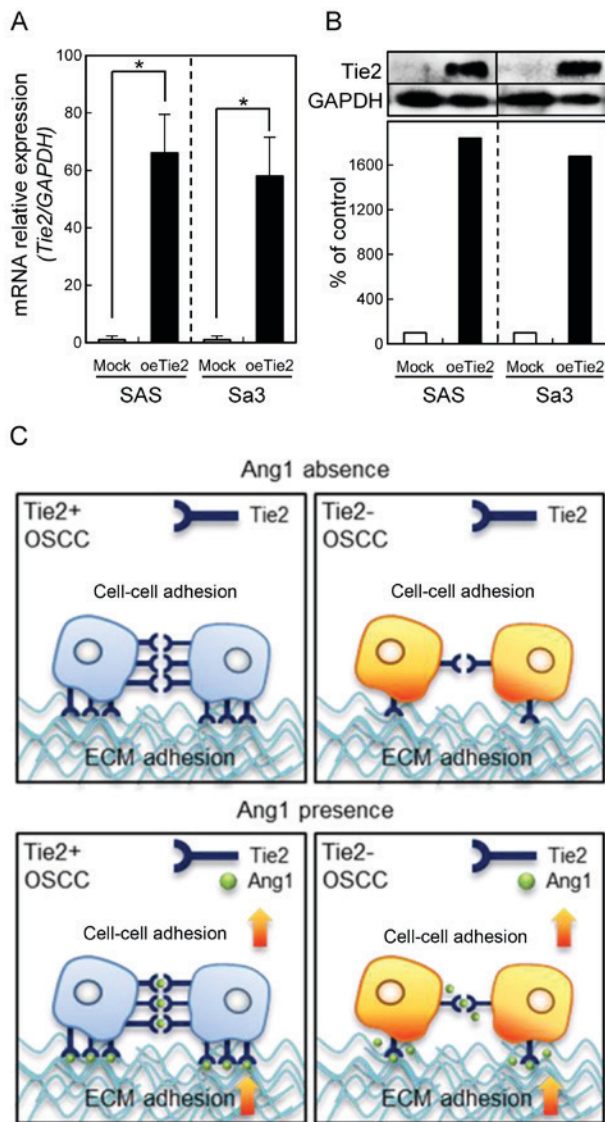 A
mRNA relative expression
(Tie2/GAPDH)
100
80
60
40
20
0
*
*
Mock oeTie2 Mock oeTie2
SAS Sa3
B
Tie2
GAPDH
% of control
1600
1200
800
400
0
Mock oeTie2 Mock oeTie2
SAS Sa3
C
Ang1 absence
Tie2+
OSCC
Tie2
Cell-cell adhesion
ECM adhesion
Tie2-
OSCC
Tie2
Cell-cell adhesion
ECM adhesion
Ang1 presence
Tie2+
OSCC
Tie2
Ang1
Cell-cell adhesion
ECM adhesion
Tie2-
OSCC
Tie2
Ang1
Cell-cell adhesion
ECM adhesion